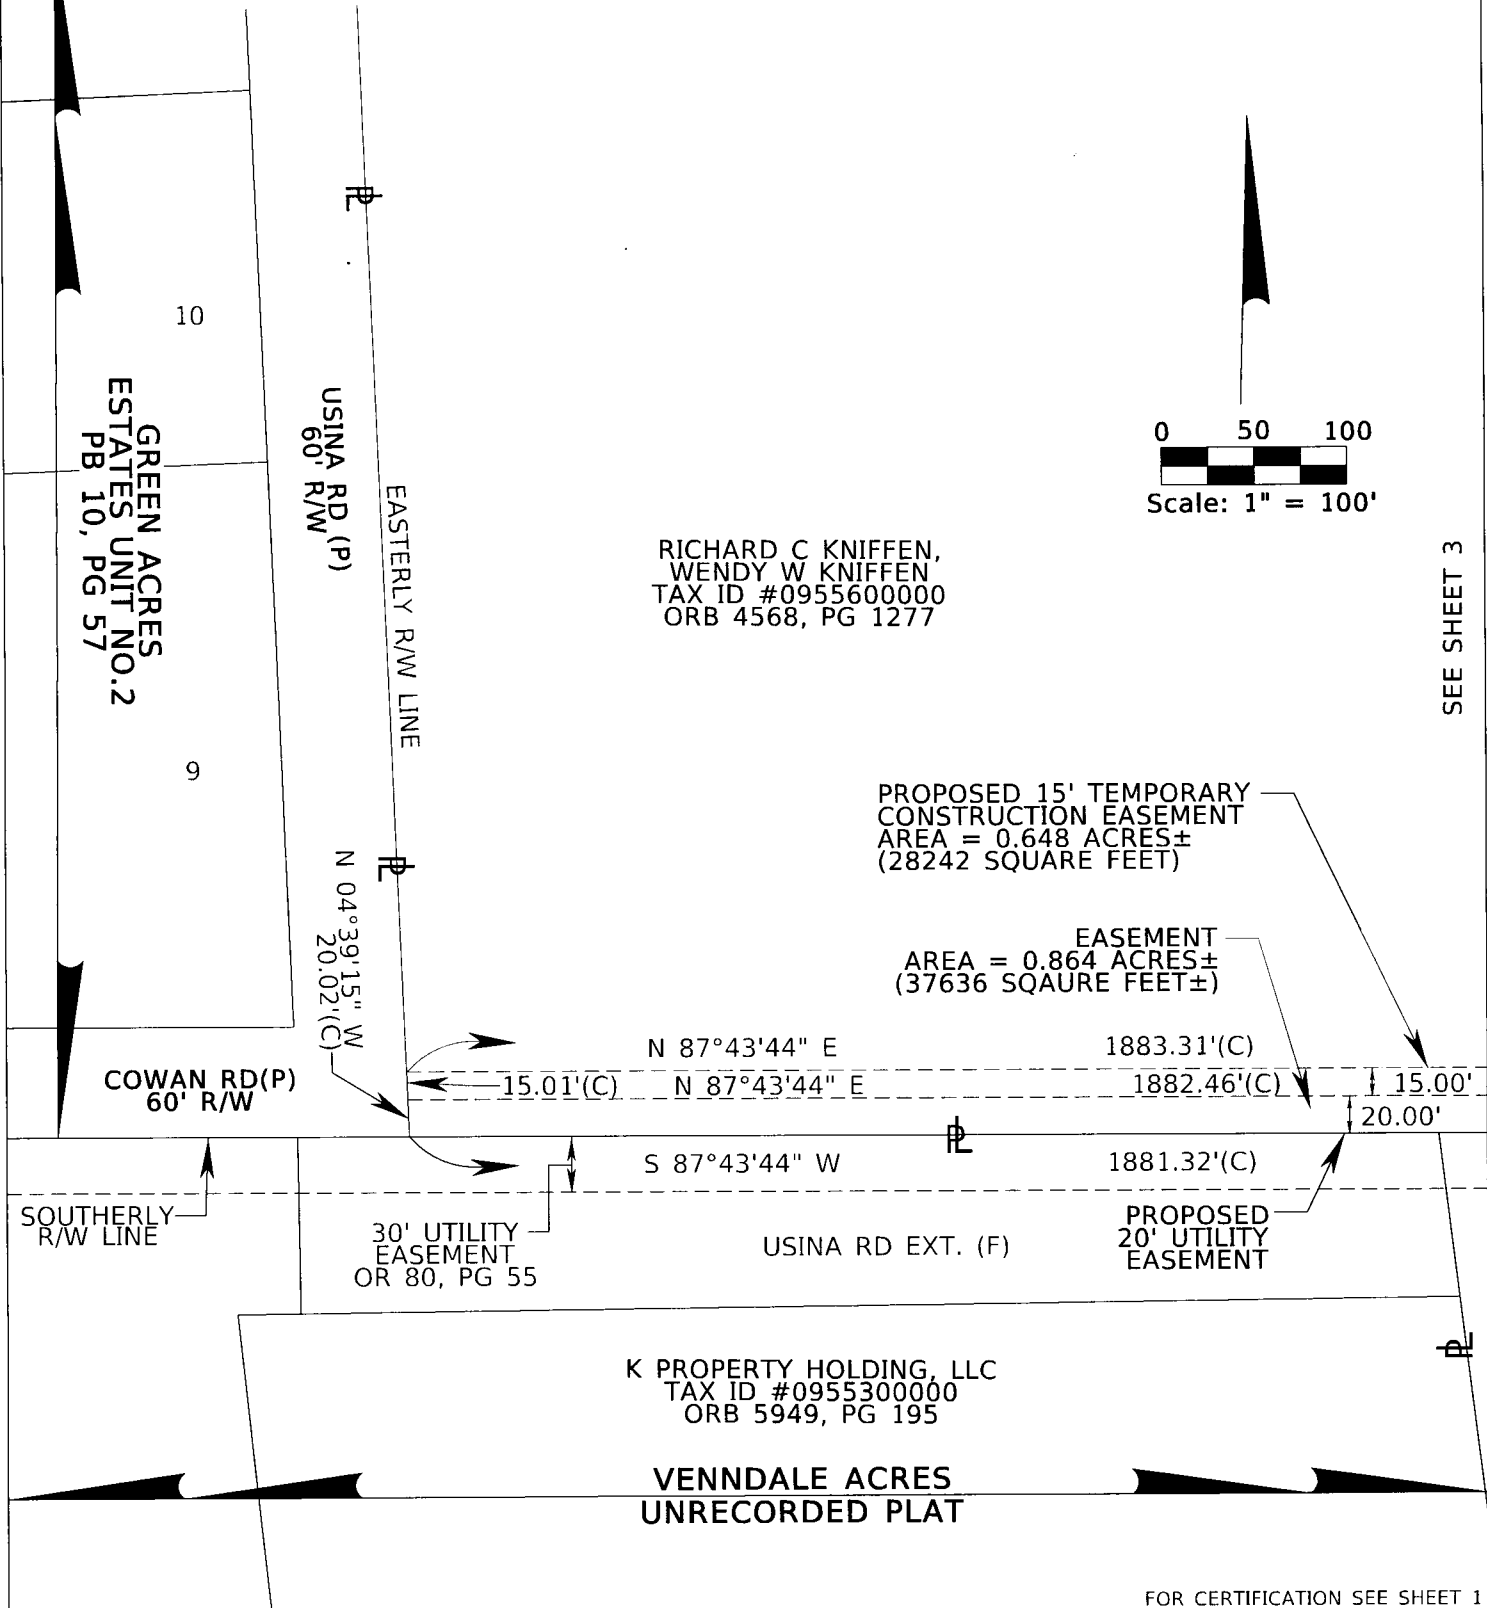 10
GREEN ACRES
ESTATES UNIT NO.2
PB 10, PG 57
9
USINA RD (P)
60' R/W
EASTERLY R/W LINE
0 50 100
Scale: 1" = 100'
SEE SHEET 3
RICHARD C KNIFFEN,
WENDY W KNIFFEN
TAX ID #0955600000
ORB 4568, PG 1277
PROPOSED 15' TEMPORARY
CONSTRUCTION EASEMENT
AREA = 0.648 ACRES±
(28242 SQUARE FEET)
EASEMENT
AREA = 0.864 ACRES±
(37636 SQAURE FEET±)
N 04°39'15" W
20.02'(C)
N 87°43'44" E 1883.31'(C)
15.01'(C) N 87°43'44" E 1882.46'(C) 15.00'
20.00'
COWAN RD(P)
60' R/W
PL
PL
PL
S 87°43'44" W 1881.32'(C)
SOUTHERLY
R/W LINE
30' UTILITY
EASEMENT
OR 80, PG 55
USINA RD EXT. (F)
PROPOSED
20' UTILITY
EASEMENT
PL
K PROPERTY HOLDING, LLC
TAX ID #0955300000
ORB 5949, PG 195
VENNDALE ACRES
UNRECORDED PLAT
FOR CERTIFICATION SEE SHEET 1